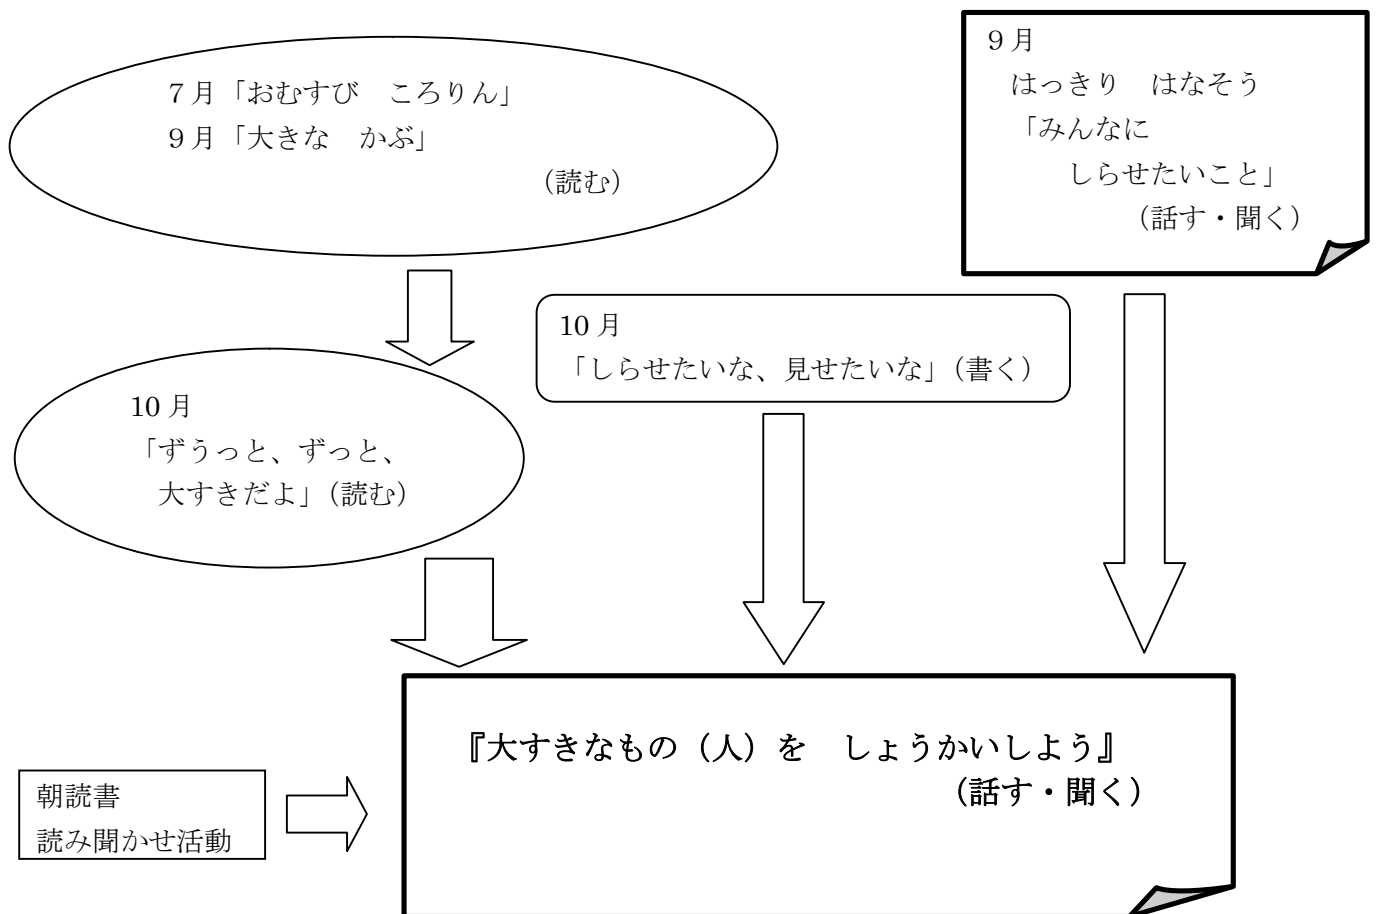 7月「おむすび　ころりん」
9月「大きな　かぶ」
（読む）
9月
はっきり　はなそう
「みんなに
しらせたいこと」
（話す・聞く）
10月
「しらせたいな、見せたいな」（書く）
10月
「ずうっと、ずっと、
大すきだよ」（読む）
『大すきなもの（人）を　しょうかいしよう』
（話す・聞く）
朝読書
読み聞かせ活動